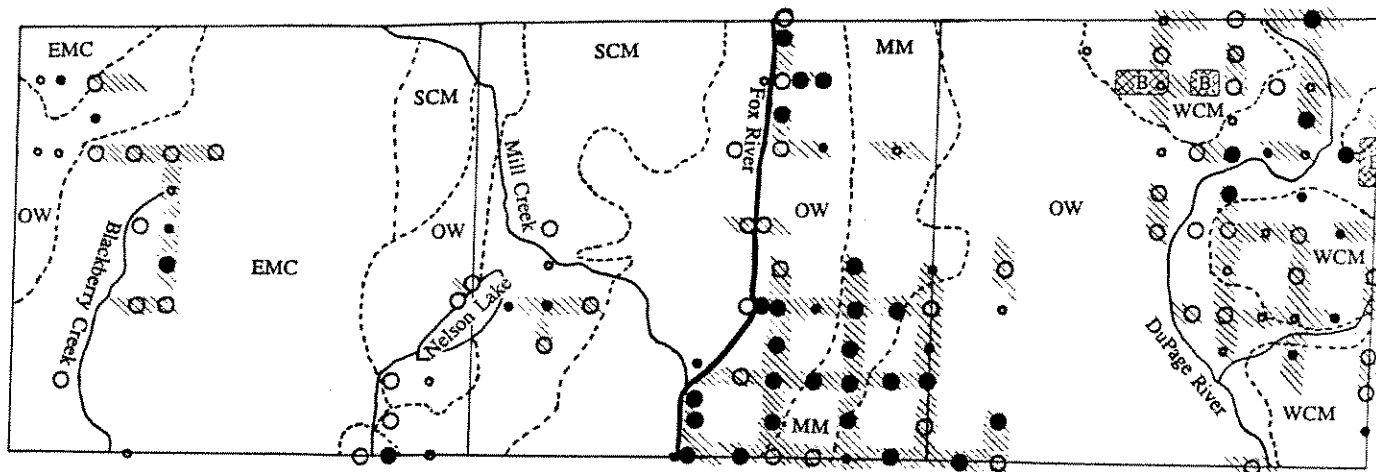 EMC
SCM
MM
B
B
SCM
WCM
Fox River
Mill Creek
OW
OW
OW
OW
Blackberry Creek
EMC
WCM
Nelson Lake
DuPage River
MM
WCM